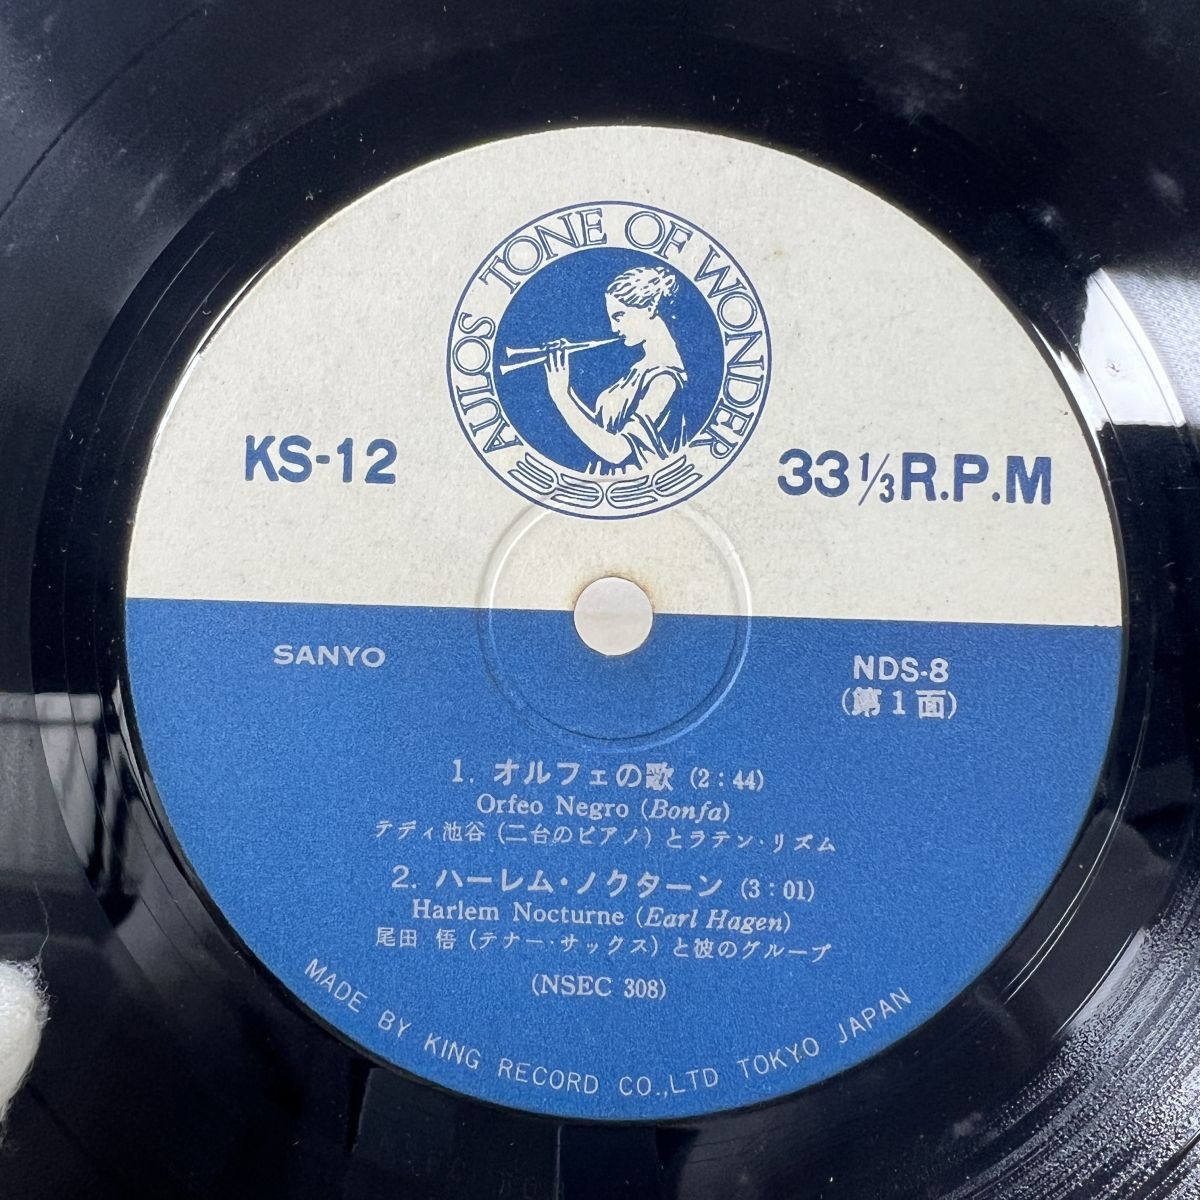 AULOS TONE OF WONDER
KS-12
33 1/3 R.P.M
SANYO
NDS-8
(第1面)
1. オルフェの歌 (2:44)
Orfeo Negro (Bonfa)
テディ池谷 (二台のピアノ) とラテン・リズム
2. ハーレム・ノクターン (3:01)
Harlem Nocturne (Earl Hagen)
尾田 悟 (テナー・サックス) と彼のグループ
(NSEC 308)
MADE BY KING RECORD CO.,LTD TOKYO JAPAN